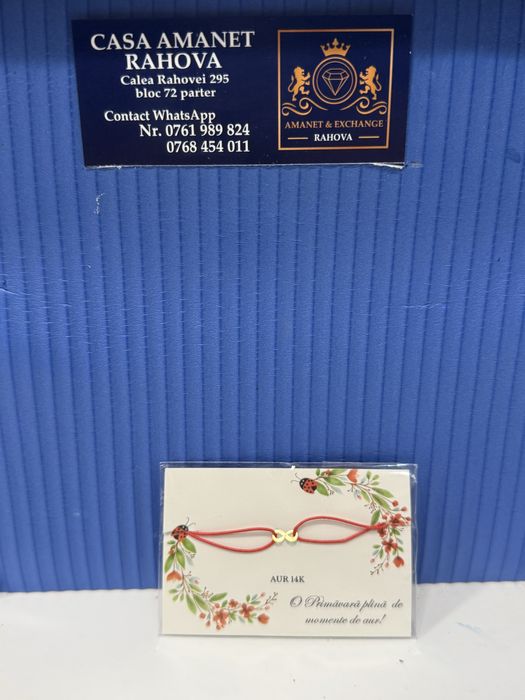 CASA AMANET
RAHOVA
Calea Rahovei 295
bloc 72 parter
Contact WhatsApp
Nr. 0761 989 824
0768 454 011
AMANET & EXCHANGE
RAHOVA
AUR 14K
O Primăvară plină de
momente de aur!